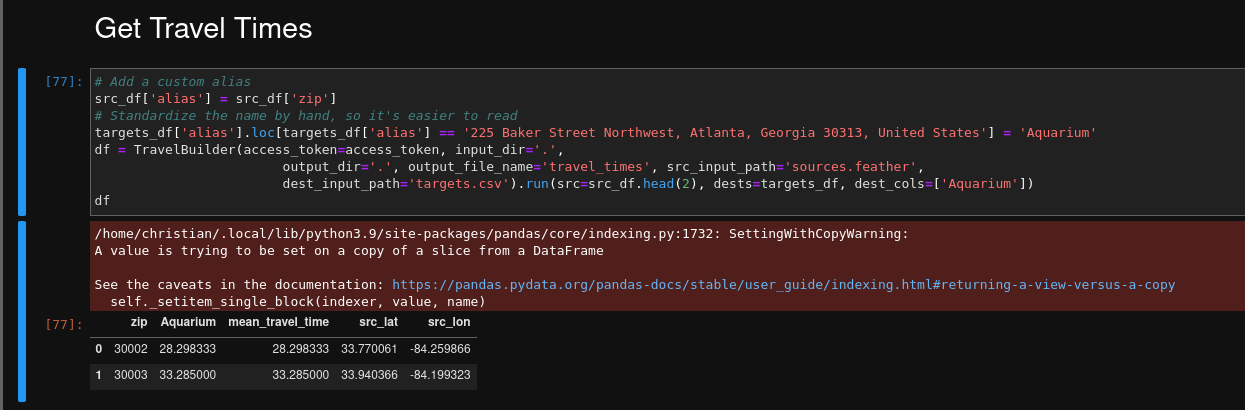 Get Travel Times
[77]:
# Add a custom alias
src_df['alias'] = src_df['zip']
# Standardize the name by hand, so it's easier to read
targets_df['alias'].loc[targets_df['alias'] == '225 Baker Street Northwest, Atlanta, Georgia 30313, United States'] = 'Aquarium'
df = TravelBuilder(access_token=access_token, input_dir='.',
output_dir='.', output_file_name='travel_times', src_input_path='sources.feather',
dest_input_path='targets.csv').run(src=src_df.head(2), dests=targets_df, dest_cols=['Aquarium'])
df
/home/christian/.local/lib/python3.9/site-packages/pandas/core/indexing.py:1732: SettingWithCopyWarning:
A value is trying to be set on a copy of a slice from a DataFrame
See the caveats in the documentation: https://pandas.pydata.org/pandas-docs/stable/user_guide/indexing.html#returning-a-view-versus-a-copy
self._setitem_single_block(indexer, value, name)
[77]:
zip Aquarium mean_travel_time src_lat src_lon
0 30002 28.298333 28.298333 33.770061 -84.259866
1 30003 33.285000 33.285000 33.940366 -84.199323